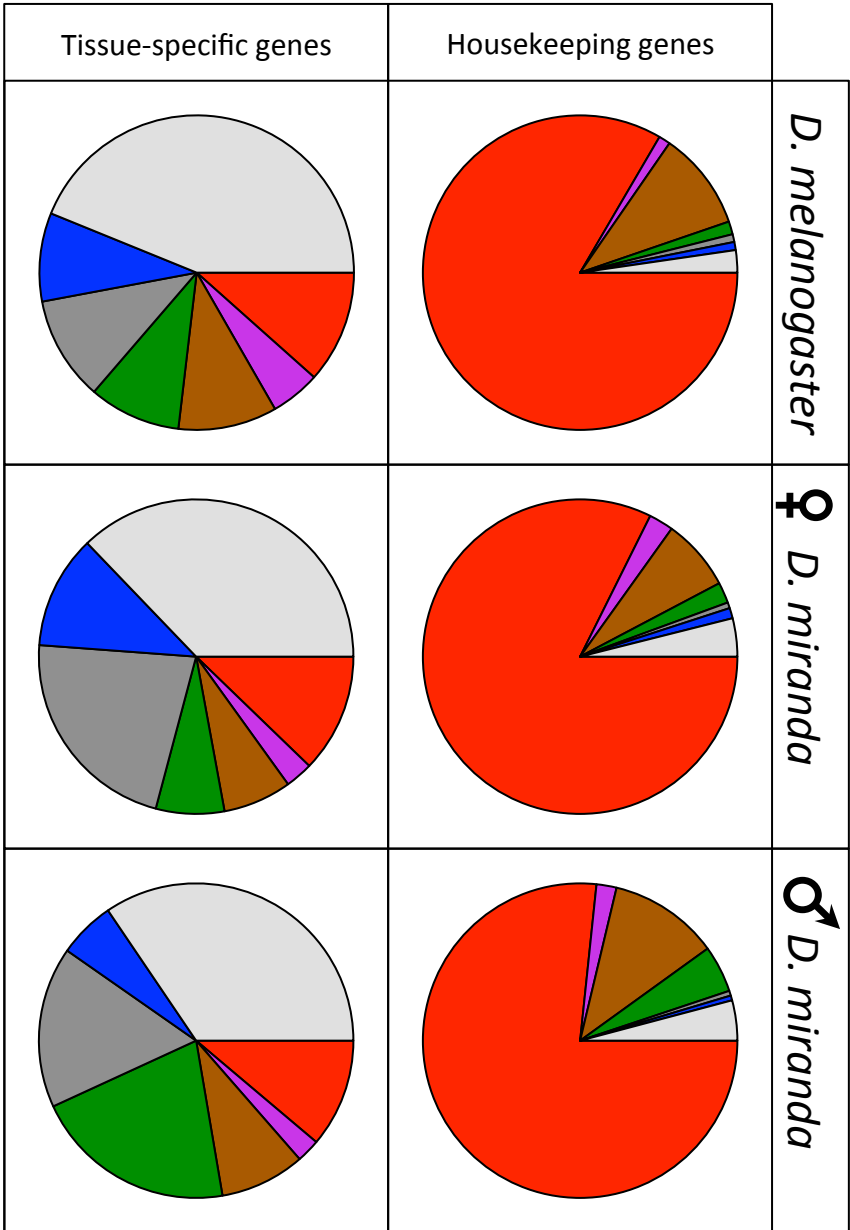 Tissue-specific genes
Housekeeping genes
D. melanogaster
♀ D. miranda
♂ D. miranda